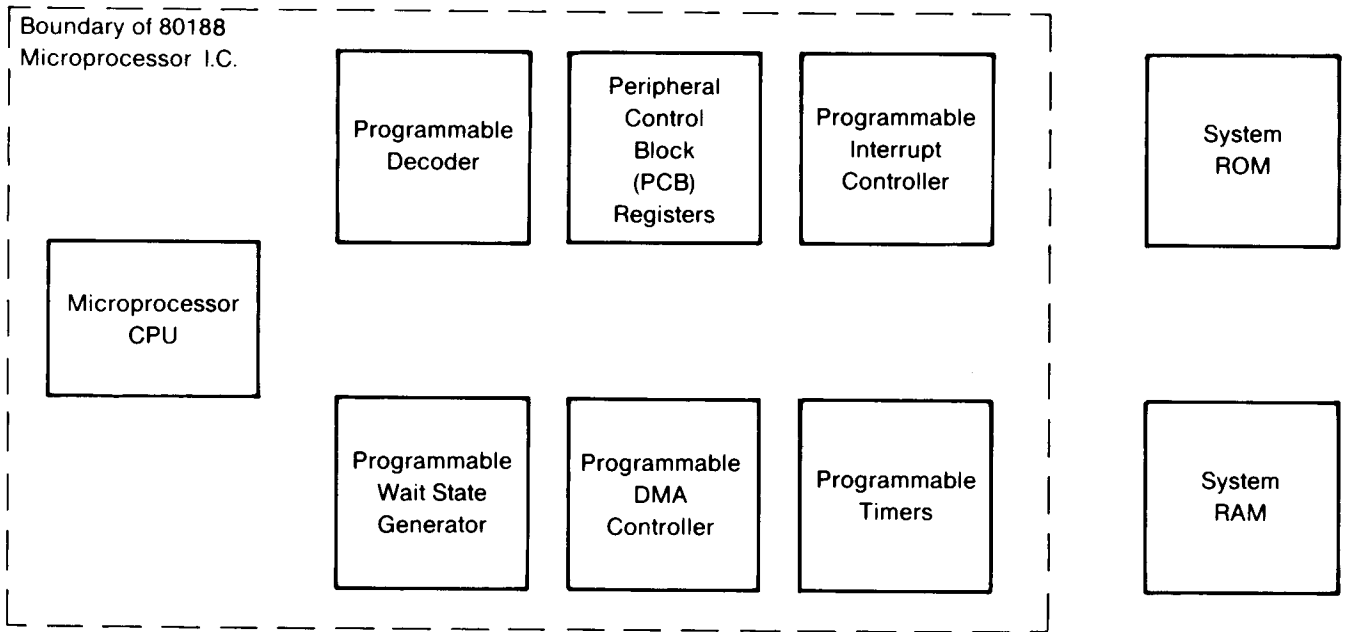 Boundary of 80188
Microprocessor I.C.
Programmable
Decoder
Peripheral
Control
Block
(PCB)
Registers
Programmable
Interrupt
Controller
System
ROM
Microprocessor
CPU
Programmable
Wait State
Generator
Programmable
DMA
Controller
Programmable
Timers
System
RAM